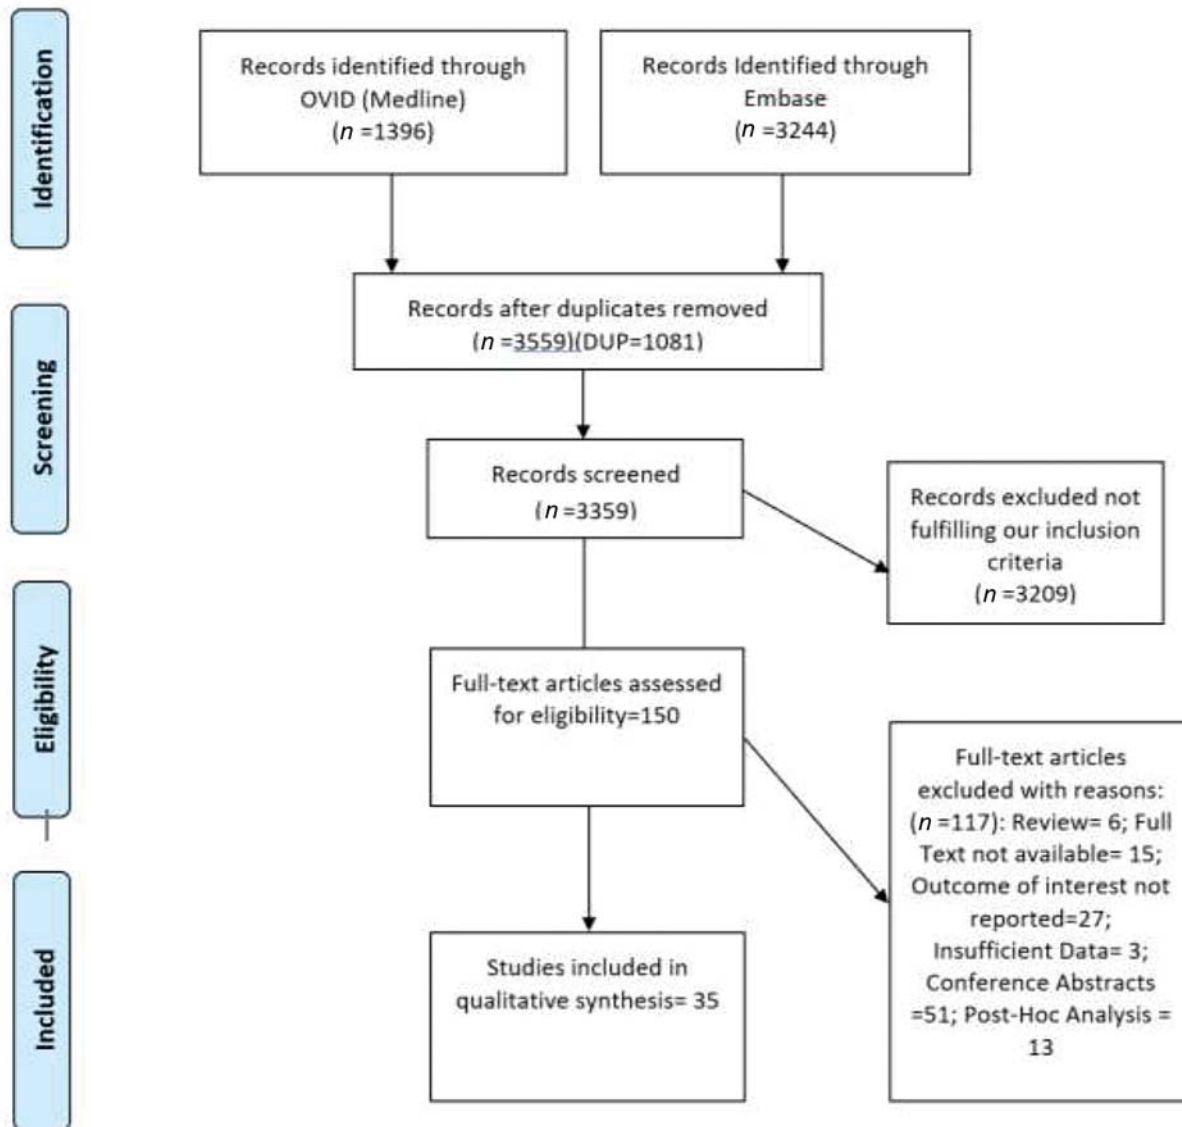 Identification
Records identified through
OVID (Medline)
(n =1396)
Records Identified through
Embase
(n =3244)
Records after duplicates removed
(n =3559)(DUP=1081)
Screening
Records screened
(n =3359)
Records excluded not
fulfilling our inclusion
criteria
(n =3209)
Eligibility
Full-text articles assessed
for eligibility=150
Full-text articles
excluded with reasons:
(n =117): Review= 6; Full
Text not available= 15;
Outcome of interest not
reported=27;
Insufficient Data= 3;
Conference Abstracts
=51; Post-Hoc Analysis =
13
Included
Studies included in
qualitative synthesis= 35